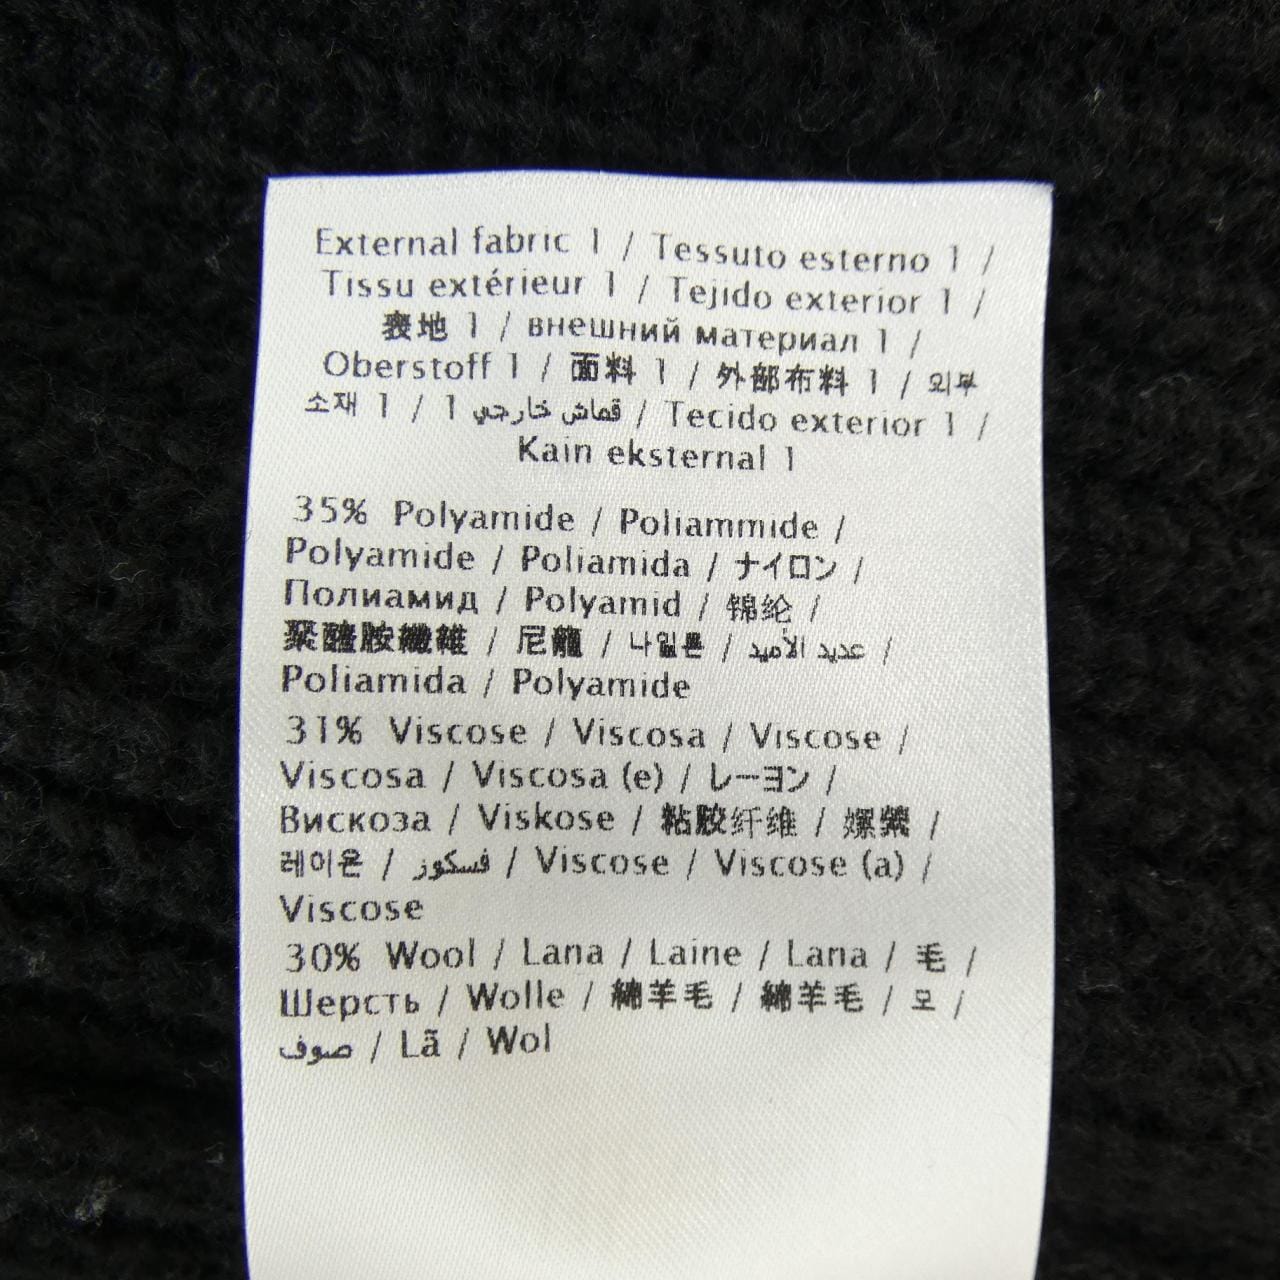 External fabric 1 / Tessuto esterno 1 /
Tissu extérieur 1 / Tejido exterior 1 /
表地 1 / внешний материал 1 /
Oberstoff 1 / 面料 1 / 外部布料 1 / 외부
소재 1 / 1 قماش خارجي / Tecido exterior 1 /
Kain eksternal 1
35% Polyamide / Poliammide /
Polyamide / Poliamida / ナイロン /
Полиамид / Polyamid / 锦纶 /
聚醯胺纖維 / 尼龍 / 나일론 / عديد الأميد /
Poliamida / Polyamide
31% Viscose / Viscosa / Viscose /
Viscosa / Viscosa (e) / レーヨン /
Вискоза / Viskose / 粘胶纤维 / 嫘縈 /
레이온 / فسكوز / Viscose / Viscose (a) /
Viscose
30% Wool / Lana / Laine / Lana / 毛 /
Шерсть / Wolle / 綿羊毛 / 綿羊毛 / 모 /
صوف / Lã / Wol